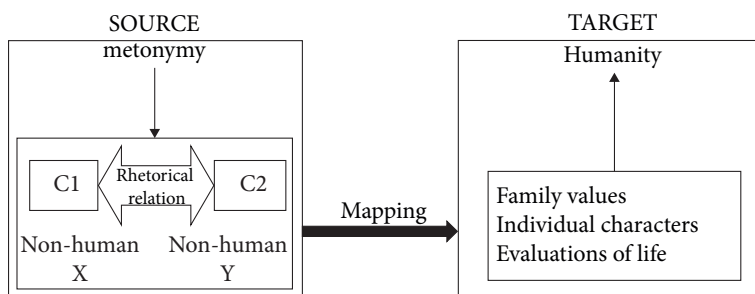 SOURCE
metonymy
C1
Rhetorical
relation
C2
Non-human
X
Non-human
Y
Mapping
TARGET
Humanity
Family values
Individual characters
Evaluations of life